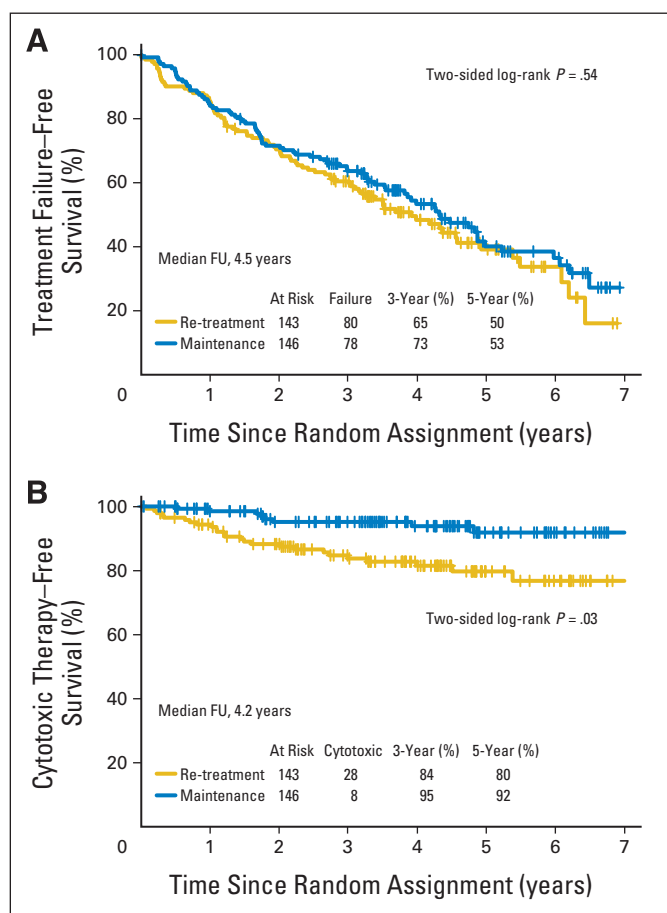 A
Treatment Failure–Free
Survival (%)
100
80
60
40
20
0
1
2
3
4
5
6
7
Two-sided log-rank P = .54
Median FU, 4.5 years
At Risk Failure 3-Year (%) 5-Year (%)
Re-treatment 143 80 65 50
Maintenance 146 78 73 53
Time Since Random Assignment (years)
B
Cytotoxic Therapy–Free
Survival (%)
100
80
60
40
20
0
1
2
3
4
5
6
7
Two-sided log-rank P = .03
Median FU, 4.2 years
At Risk Cytotoxic 3-Year (%) 5-Year (%)
Re-treatment 143 28 84 80
Maintenance 146 8 95 92
Time Since Random Assignment (years)